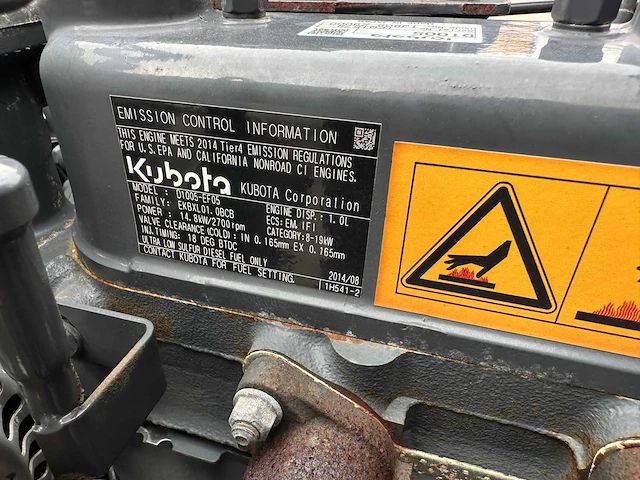 D1005
EMISSION CONTROL INFORMATION
THIS ENGINE MEETS 2014 Tier4 EMISSION REGULATIONS
FOR U.S.EPA AND CALIFORNIA NONROAD CI ENGINES.
Kubota KUBOTA Corporation
MODEL : D1005-EF05
ENGINE DISP.: 1.0L
FAMILY: EKBXL01.0BCB
ECS: EM, IFI
POWER : 14.8kW/2700rpm
CATEGORY: 8-19kW
VALVE CLEARANCE(COLD): IN 0.165mm EX 0.165mm
INJ.TIMING: 18 DEG BTDC
ULTRA LOW SULFUR DIESEL FUEL ONLY
CONTACT KUBOTA FOR FUEL SETTING.
2014/08
1H541-2